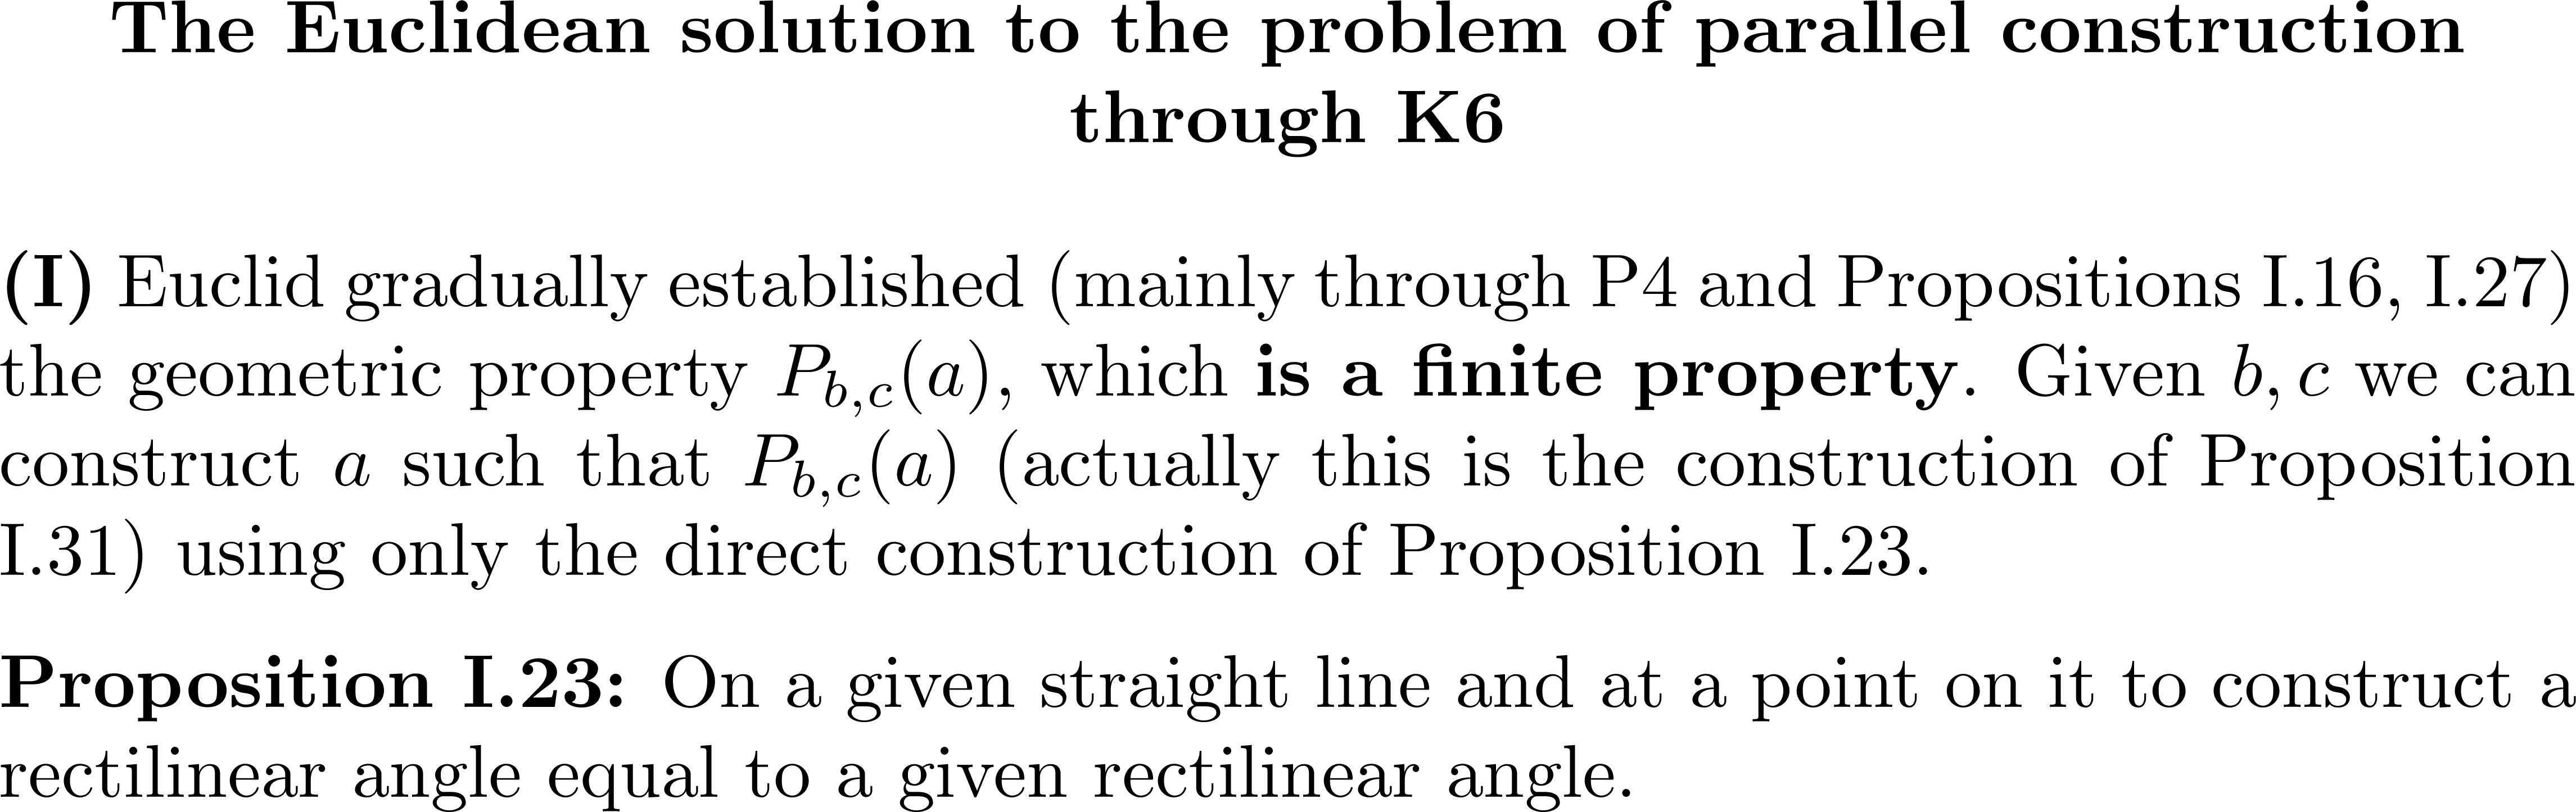 The Euclidean solution to the problem of parallel construction
through K6
(I) Euclid gradually established (mainly through P4 and Propositions I.16, I.27)
the geometric property $P_{b,c}(a)$, which is a finite property. Given $b, c$ we can
construct $a$ such that $P_{b,c}(a)$ (actually this is the construction of Proposition
I.31) using only the direct construction of Proposition I.23.
Proposition I.23: On a given straight line and at a point on it to construct a
rectilinear angle equal to a given rectilinear angle.